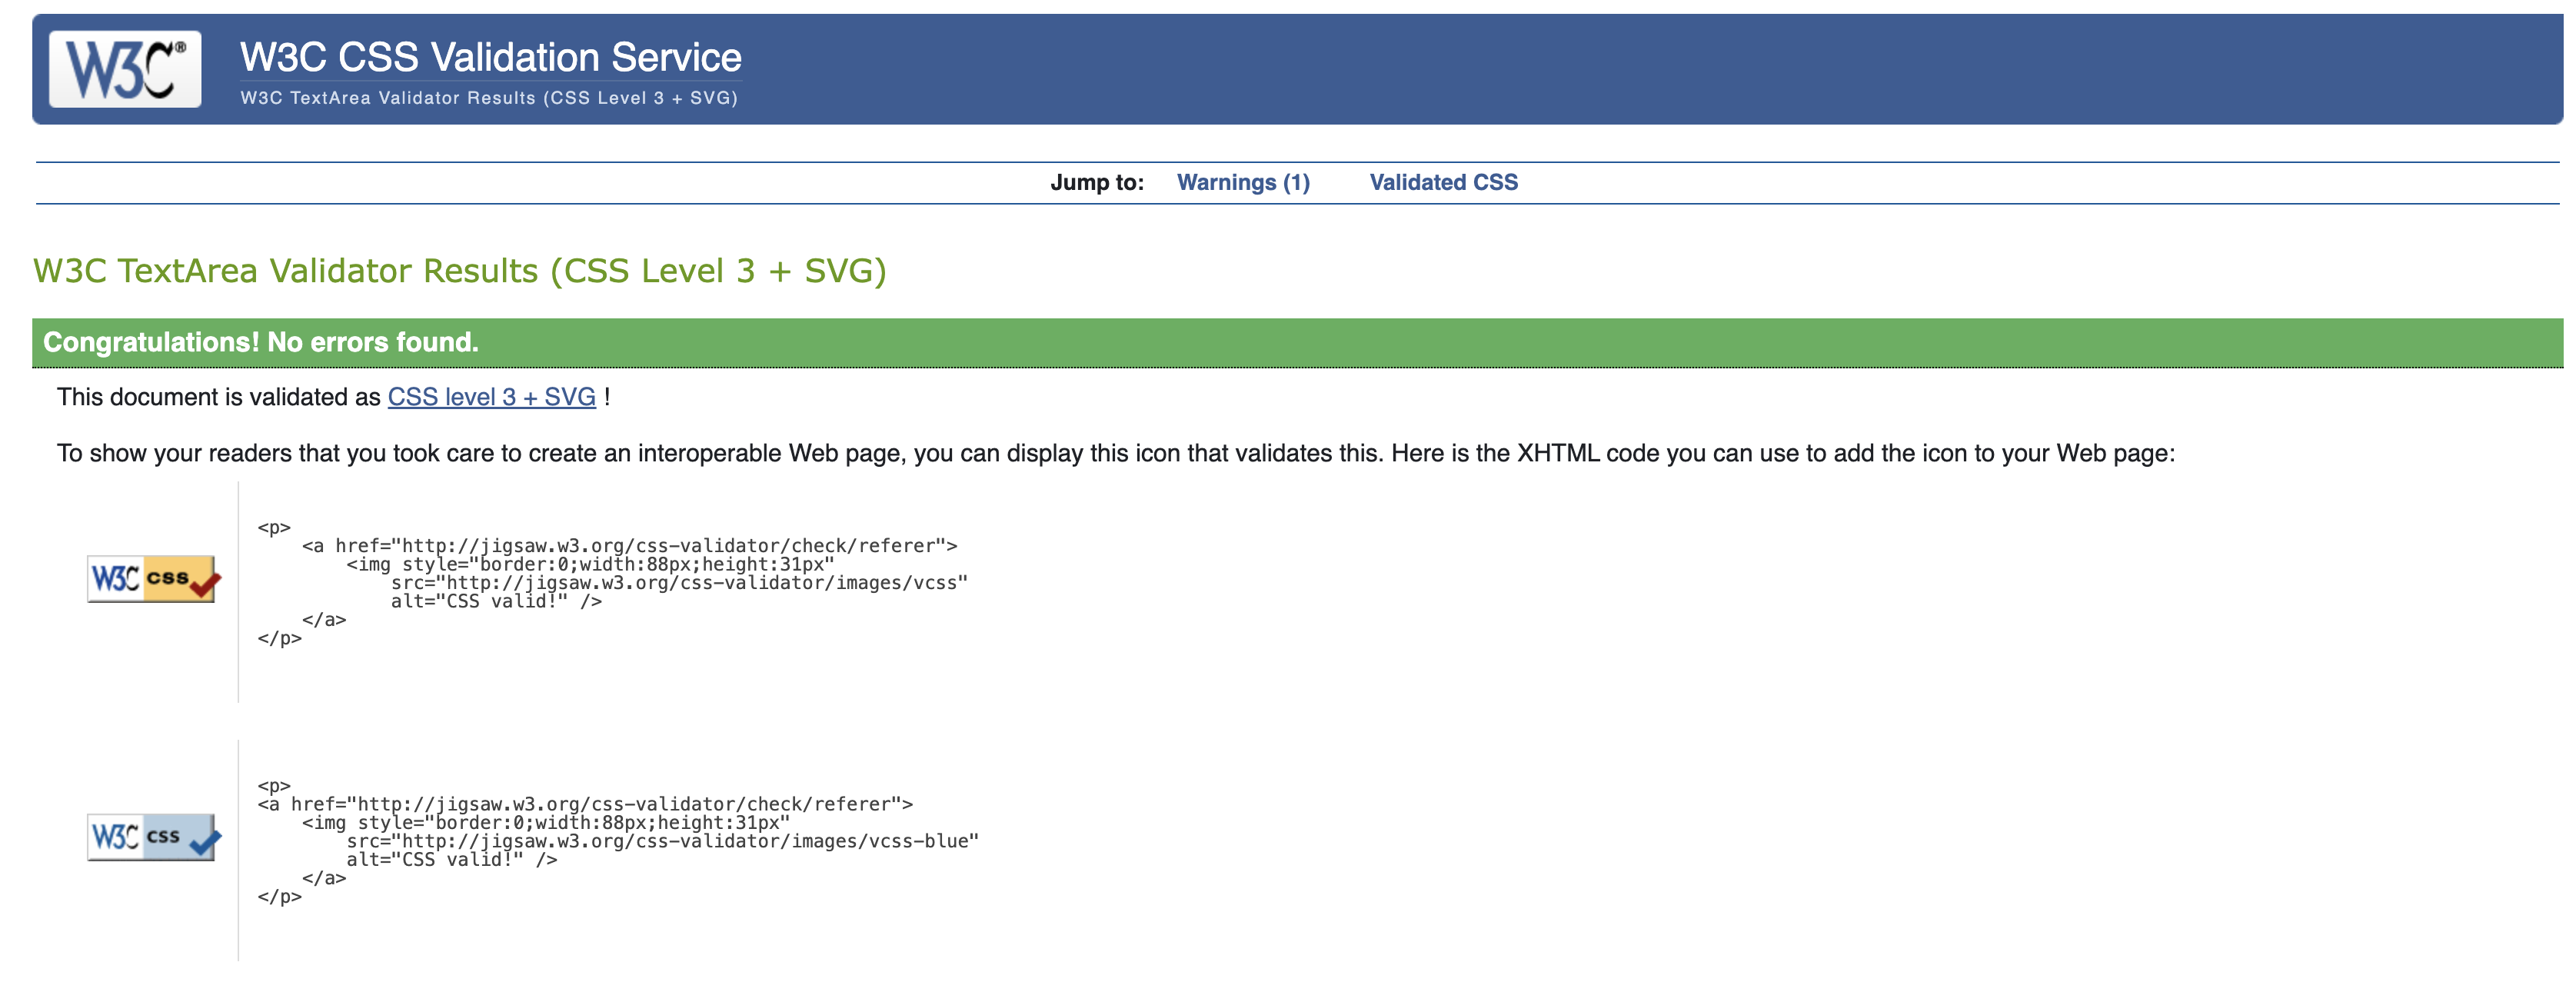 W3C®
W3C CSS Validation Service
W3C TextArea Validator Results (CSS Level 3 + SVG)
Jump to: Warnings (1) Validated CSS
W3C TextArea Validator Results (CSS Level 3 + SVG)
Congratulations! No errors found.
This document is validated as CSS level 3 + SVG !
To show your readers that you took care to create an interoperable Web page, you can display this icon that validates this. Here is the XHTML code you can use to add the icon to your Web page:
W3C css
<p>
    <a href="http://jigsaw.w3.org/css-validator/check/referer">
        <img style="border:0;width:88px;height:31px"
            src="http://jigsaw.w3.org/css-validator/images/vcss"
            alt="CSS valid!" />
    </a>
</p>
W3C css
<p>
<a href="http://jigsaw.w3.org/css-validator/check/referer">
    <img style="border:0;width:88px;height:31px"
        src="http://jigsaw.w3.org/css-validator/images/vcss-blue"
        alt="CSS valid!" />
    </a>
</p>